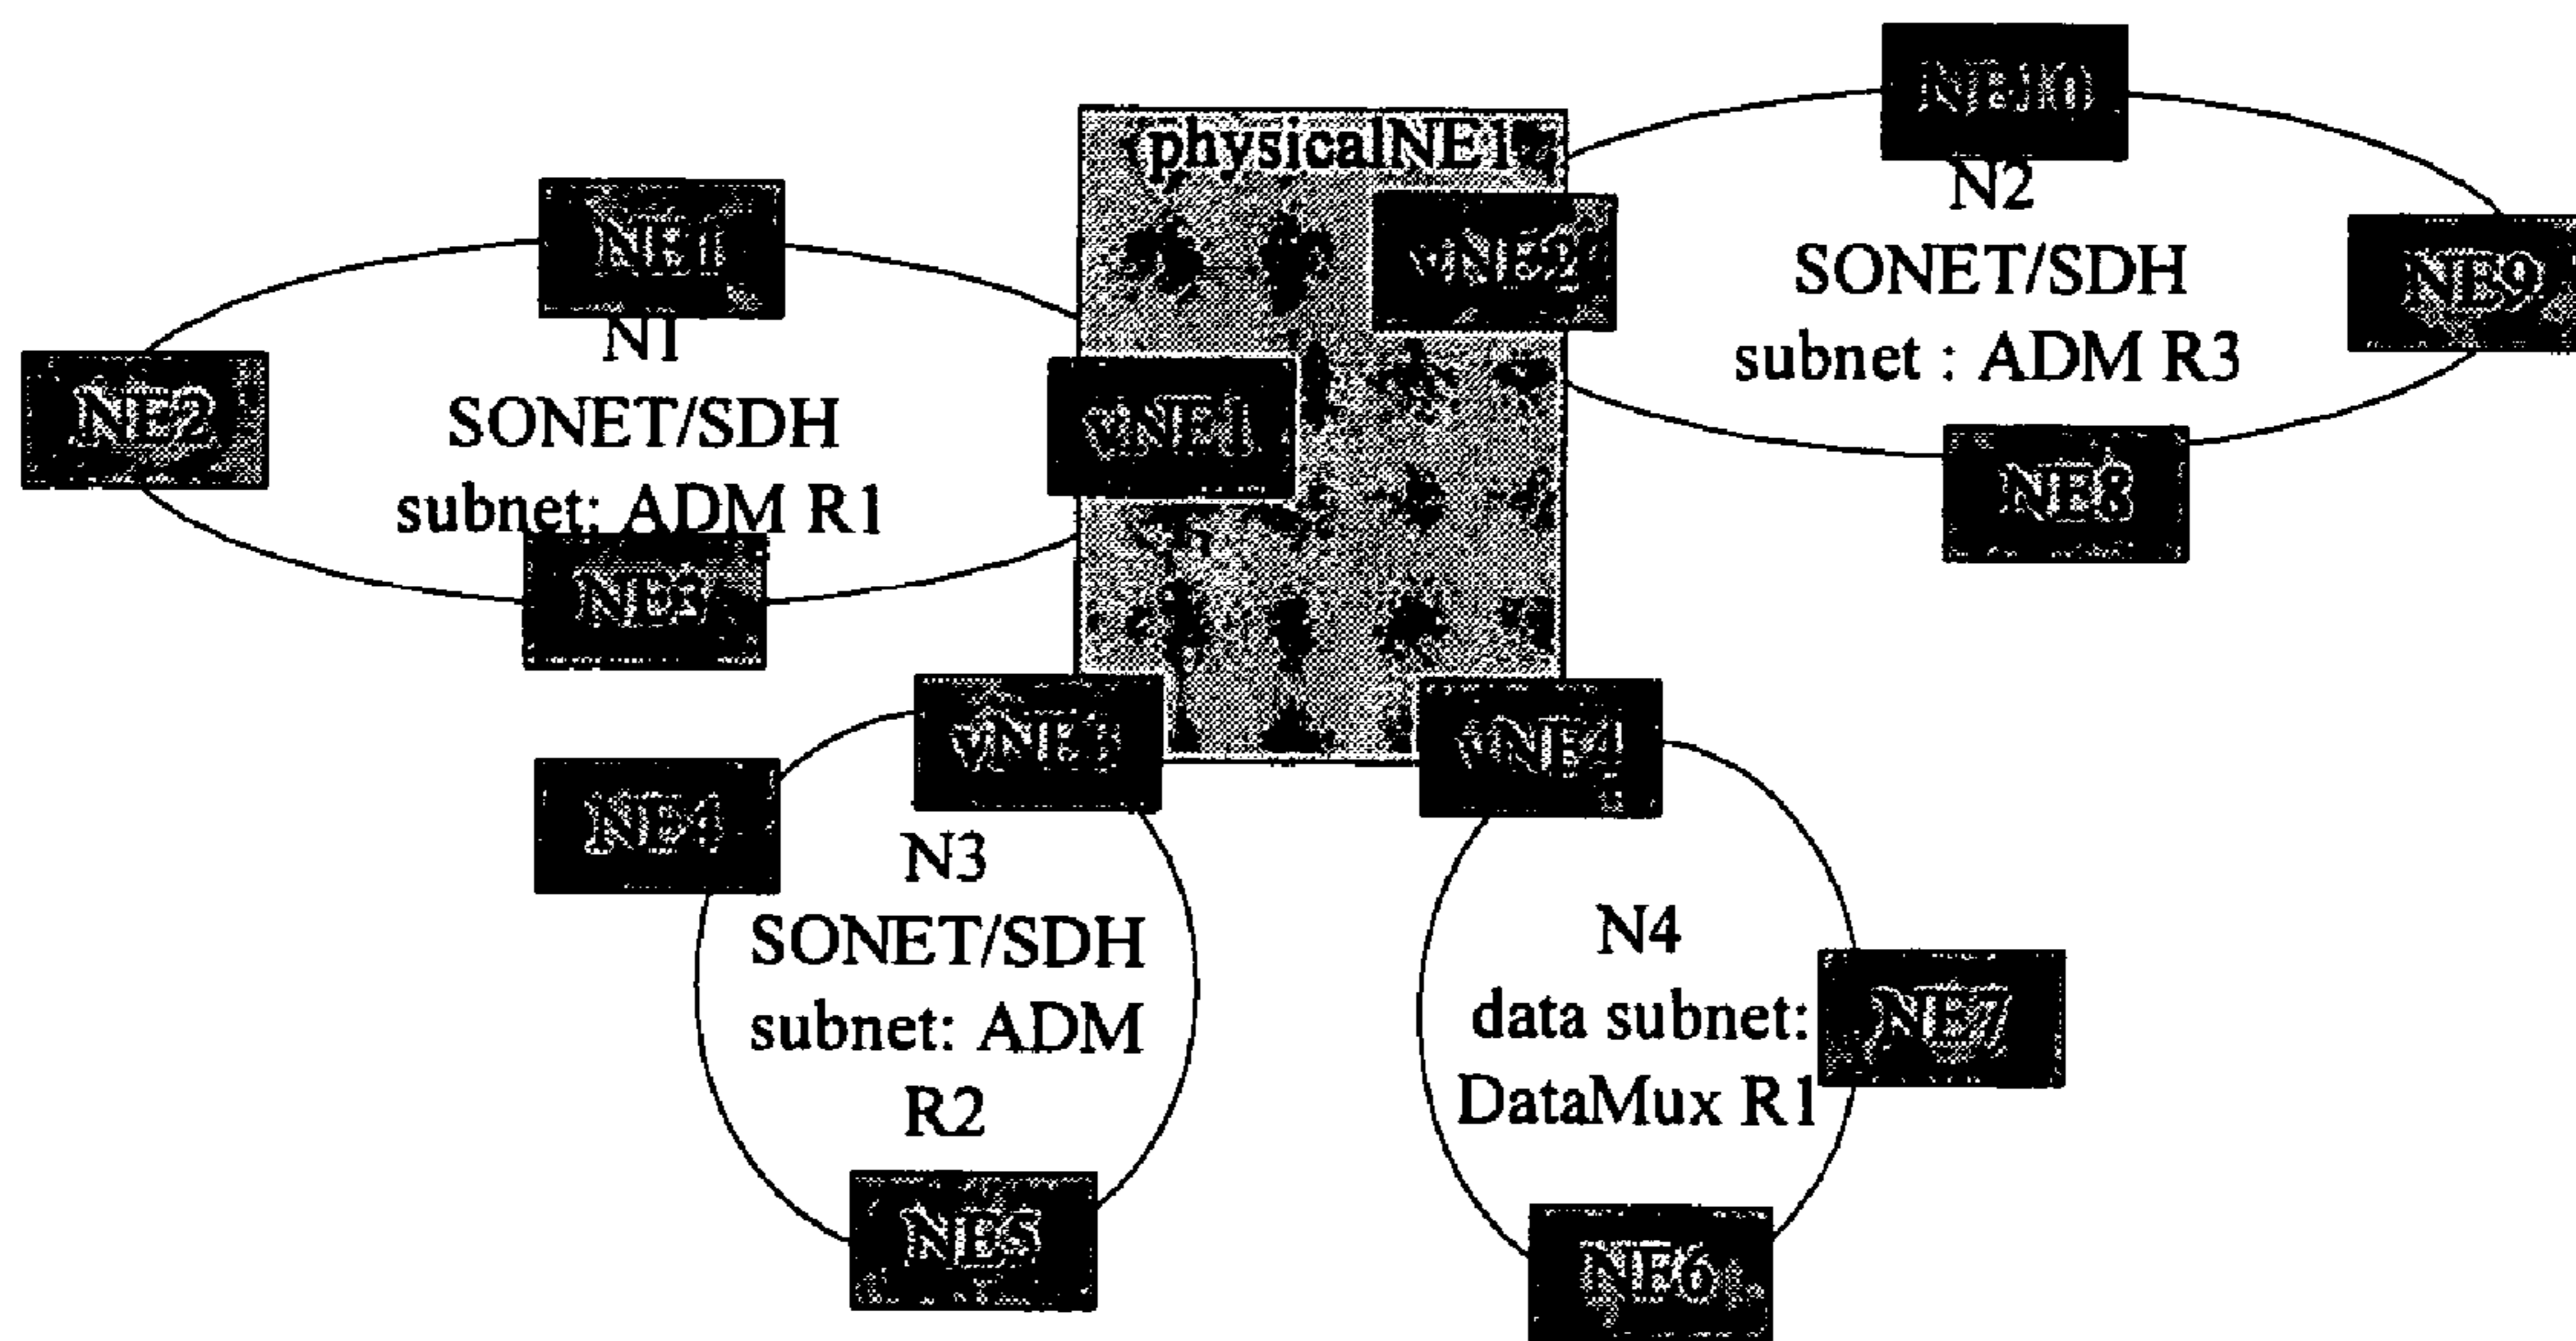 physicalNE1
NE10
N2
SONET/SDH
subnet : ADM R3
NE9
NE8
vNE2
NE1
N1
SONET/SDH
subnet: ADM R1
NE2
NE3
vNE1
vNE3
NE4
N3
SONET/SDH
subnet: ADM
R2
NE5
vNE4
N4
data subnet:
DataMux R1
NE7
NE6